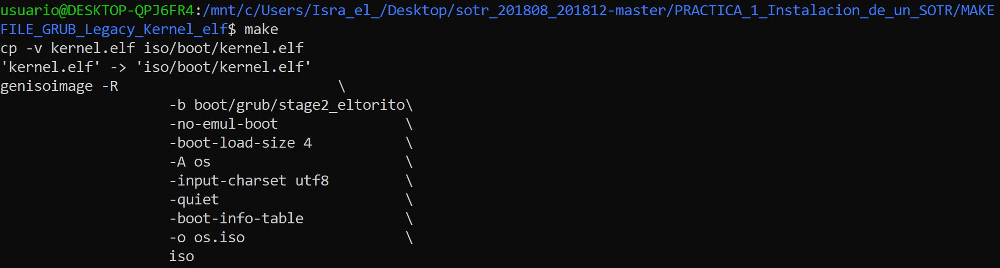 usuario@DESKTOP-QPJ6FR4:/mnt/c/Users/Isra_el_/Desktop/sotr_201808_201812-master/PRACTICA_1_Instalacion_de_un_SOTR/MAKE
FILE_GRUB_Legacy_Kernel_elf$ make
cp -v kernel.elf iso/boot/kernel.elf
'kernel.elf' -> 'iso/boot/kernel.elf'
genisoimage -R                          \
                    -b boot/grub/stage2_eltorito\
                    -no-emul-boot               \
                    -boot-load-size 4           \
                    -A os                       \
                    -input-charset utf8         \
                    -quiet                      \
                    -boot-info-table            \
                    -o os.iso                   \
                    iso